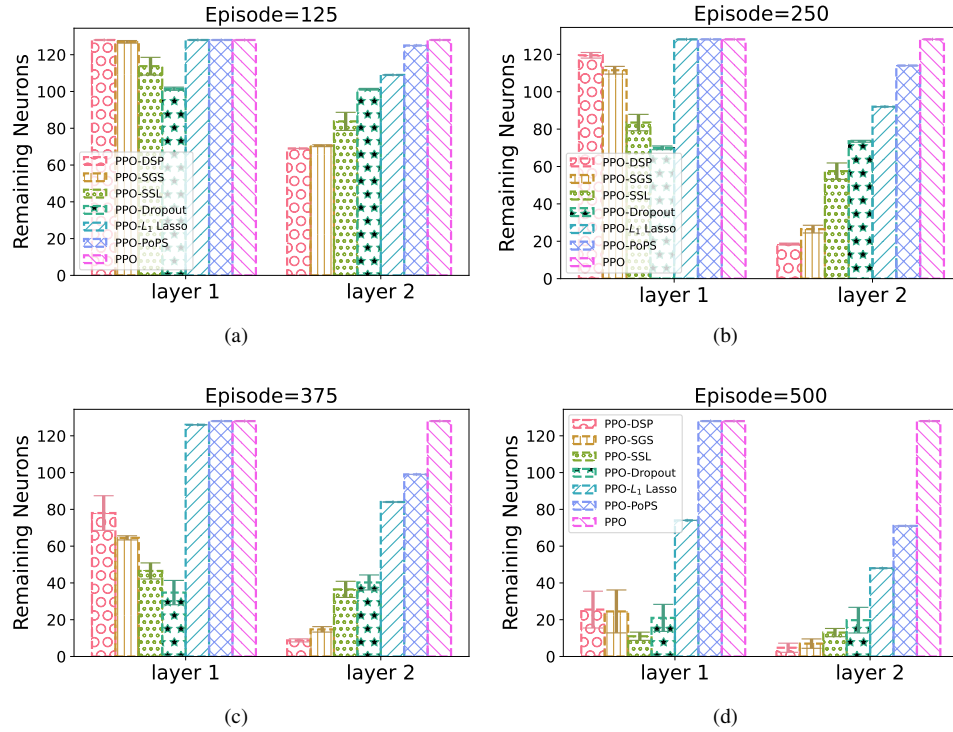 Episode=125
Remaining Neurons
120
100
80
60
40
20
0
PPO-DSP
PPO-SGS
PPO-SSL
PPO-Dropout
PPO-L₁ Lasso
PPO-PoPS
PPO
layer 1
layer 2
(a)
Episode=250
Remaining Neurons
120
100
80
60
40
20
0
PPO-DSP
PPO-SGS
PPO-SSL
PPO-Dropout
PPO-L₁ Lasso
PPO-PoPS
PPO
layer 1
layer 2
(b)
Episode=375
Remaining Neurons
120
100
80
60
40
20
0
layer 1
layer 2
(c)
Episode=500
Remaining Neurons
120
100
80
60
40
20
0
PPO-DSP
PPO-SGS
PPO-SSL
PPO-Dropout
PPO-L₁ Lasso
PPO-PoPS
PPO
layer 1
layer 2
(d)